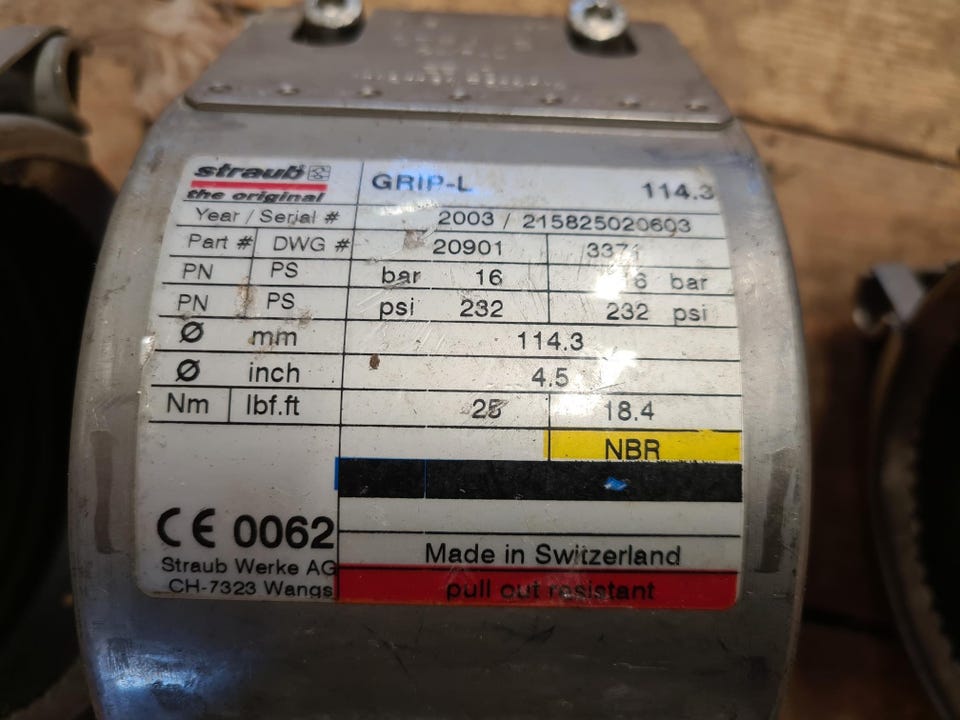 straub GRIP-L 114.3
the original
Year / Serial # 2003 / 215825020603
Part # DWG # 20901
PN PS bar 16 bar
PN PS psi 232 232 psi
Ø mm 114.3
Ø inch 4.5
Nm lbf.ft 25 18.4
NBR
CE 0062
Made in Switzerland
Straub Werke AG
CH-7323 Wangs
pull out resistant